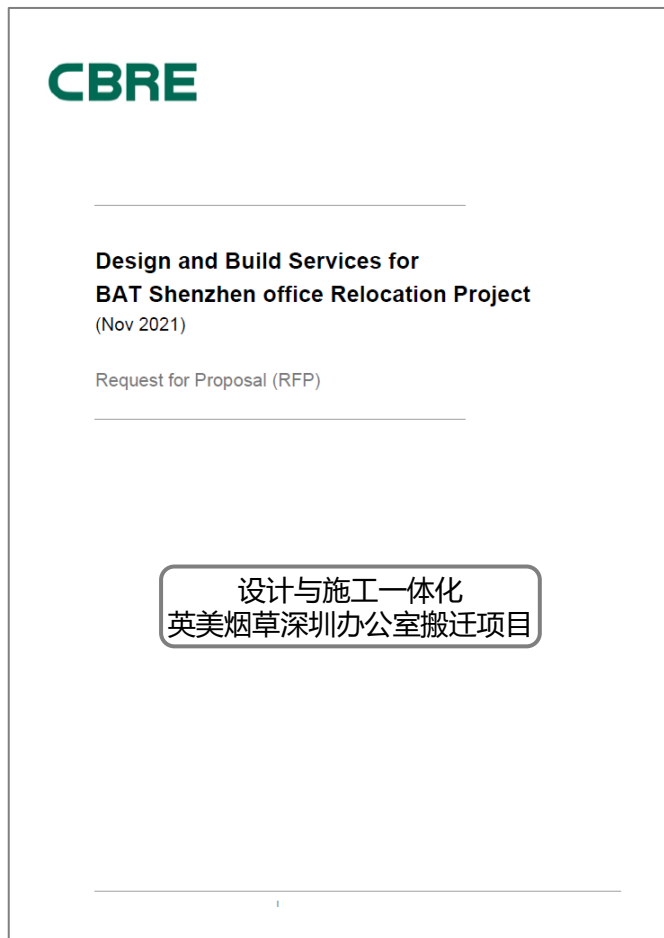 CBRE
Design and Build Services for
BAT Shenzhen office Relocation Project
(Nov 2021)
Request for Proposal (RFP)
设计与施工一体化
英美烟草深圳办公室搬迁项目